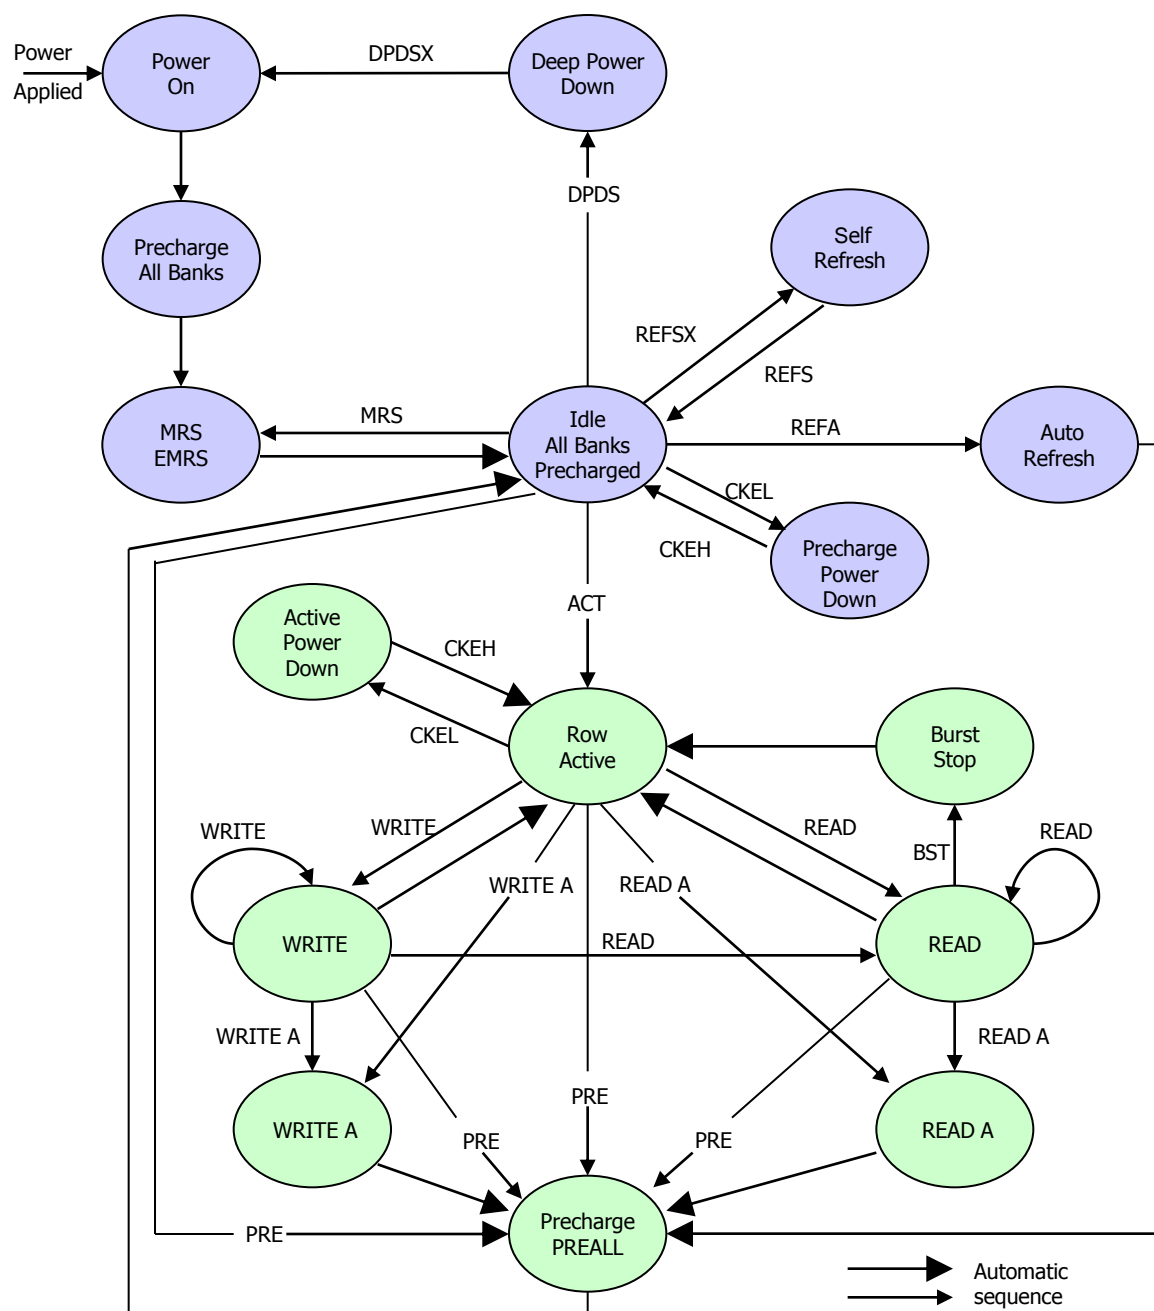 Power
Applied
Power
On
DPDSX
Deep Power
Down
DPDS
Precharge
All Banks
Self
Refresh
REFSX
REFS
MRS
EMRS
MRS
Idle
All Banks
Precharged
REFA
Auto
Refresh
CKEL
CKEH
Precharge
Power
Down
ACT
Active
Power
Down
CKEH
CKEL
Row
Active
Burst
Stop
WRITE
WRITE
READ
BST
READ
WRITE A
READ A
WRITE
READ
READ
WRITE A
READ A
WRITE A
PRE
PRE
PRE
READ A
PRE
Precharge
PREALL
Automatic
sequence